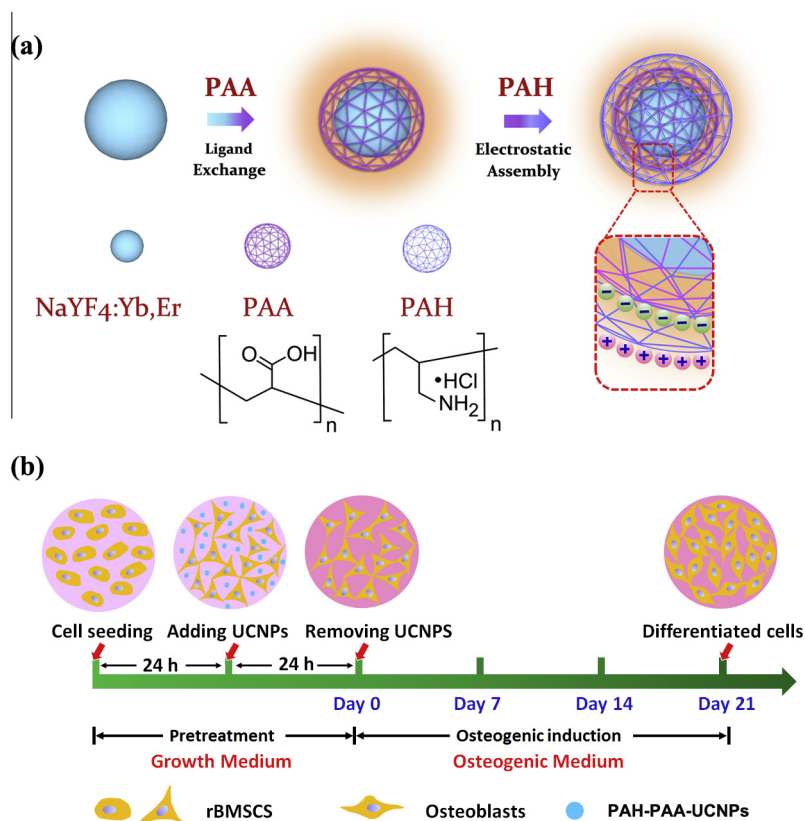 (a)
PAA
PAH
Ligand
Exchange
Electrostatic
Assembly
NaYF4:Yb,Er
PAA
PAH
O
OH
n
•HCl
NH2
n
− − − − − −
+ + + + + +
(b)
Cell seeding
Adding UCNPs
Removing UCNPS
Differentiated cells
24 h
24 h
Day 0
Day 7
Day 14
Day 21
Pretreatment
Osteogenic induction
Growth Medium
Osteogenic Medium
rBMSCS
Osteoblasts
PAH-PAA-UCNPs